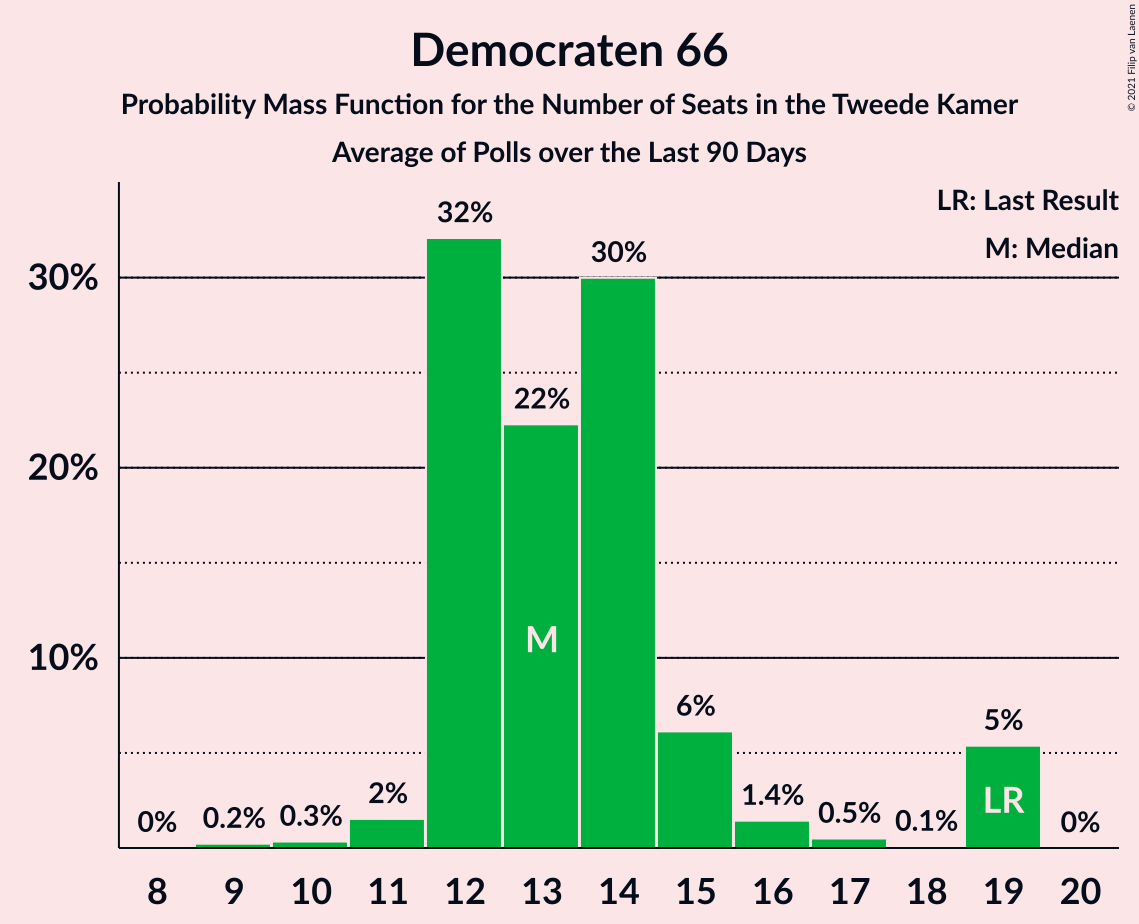 Democraten 66
Probability Mass Function for the Number of Seats in the Tweede Kamer
Average of Polls over the Last 90 Days
© 2021 Filip van Laenen
LR: Last Result
M: Median
30%
20%
10%
0%
0.2%
0.3%
2%
32%
22%
30%
6%
1.4%
0.5%
0.1%
5%
0%
M
LR
8 9 10 11 12 13 14 15 16 17 18 19 20